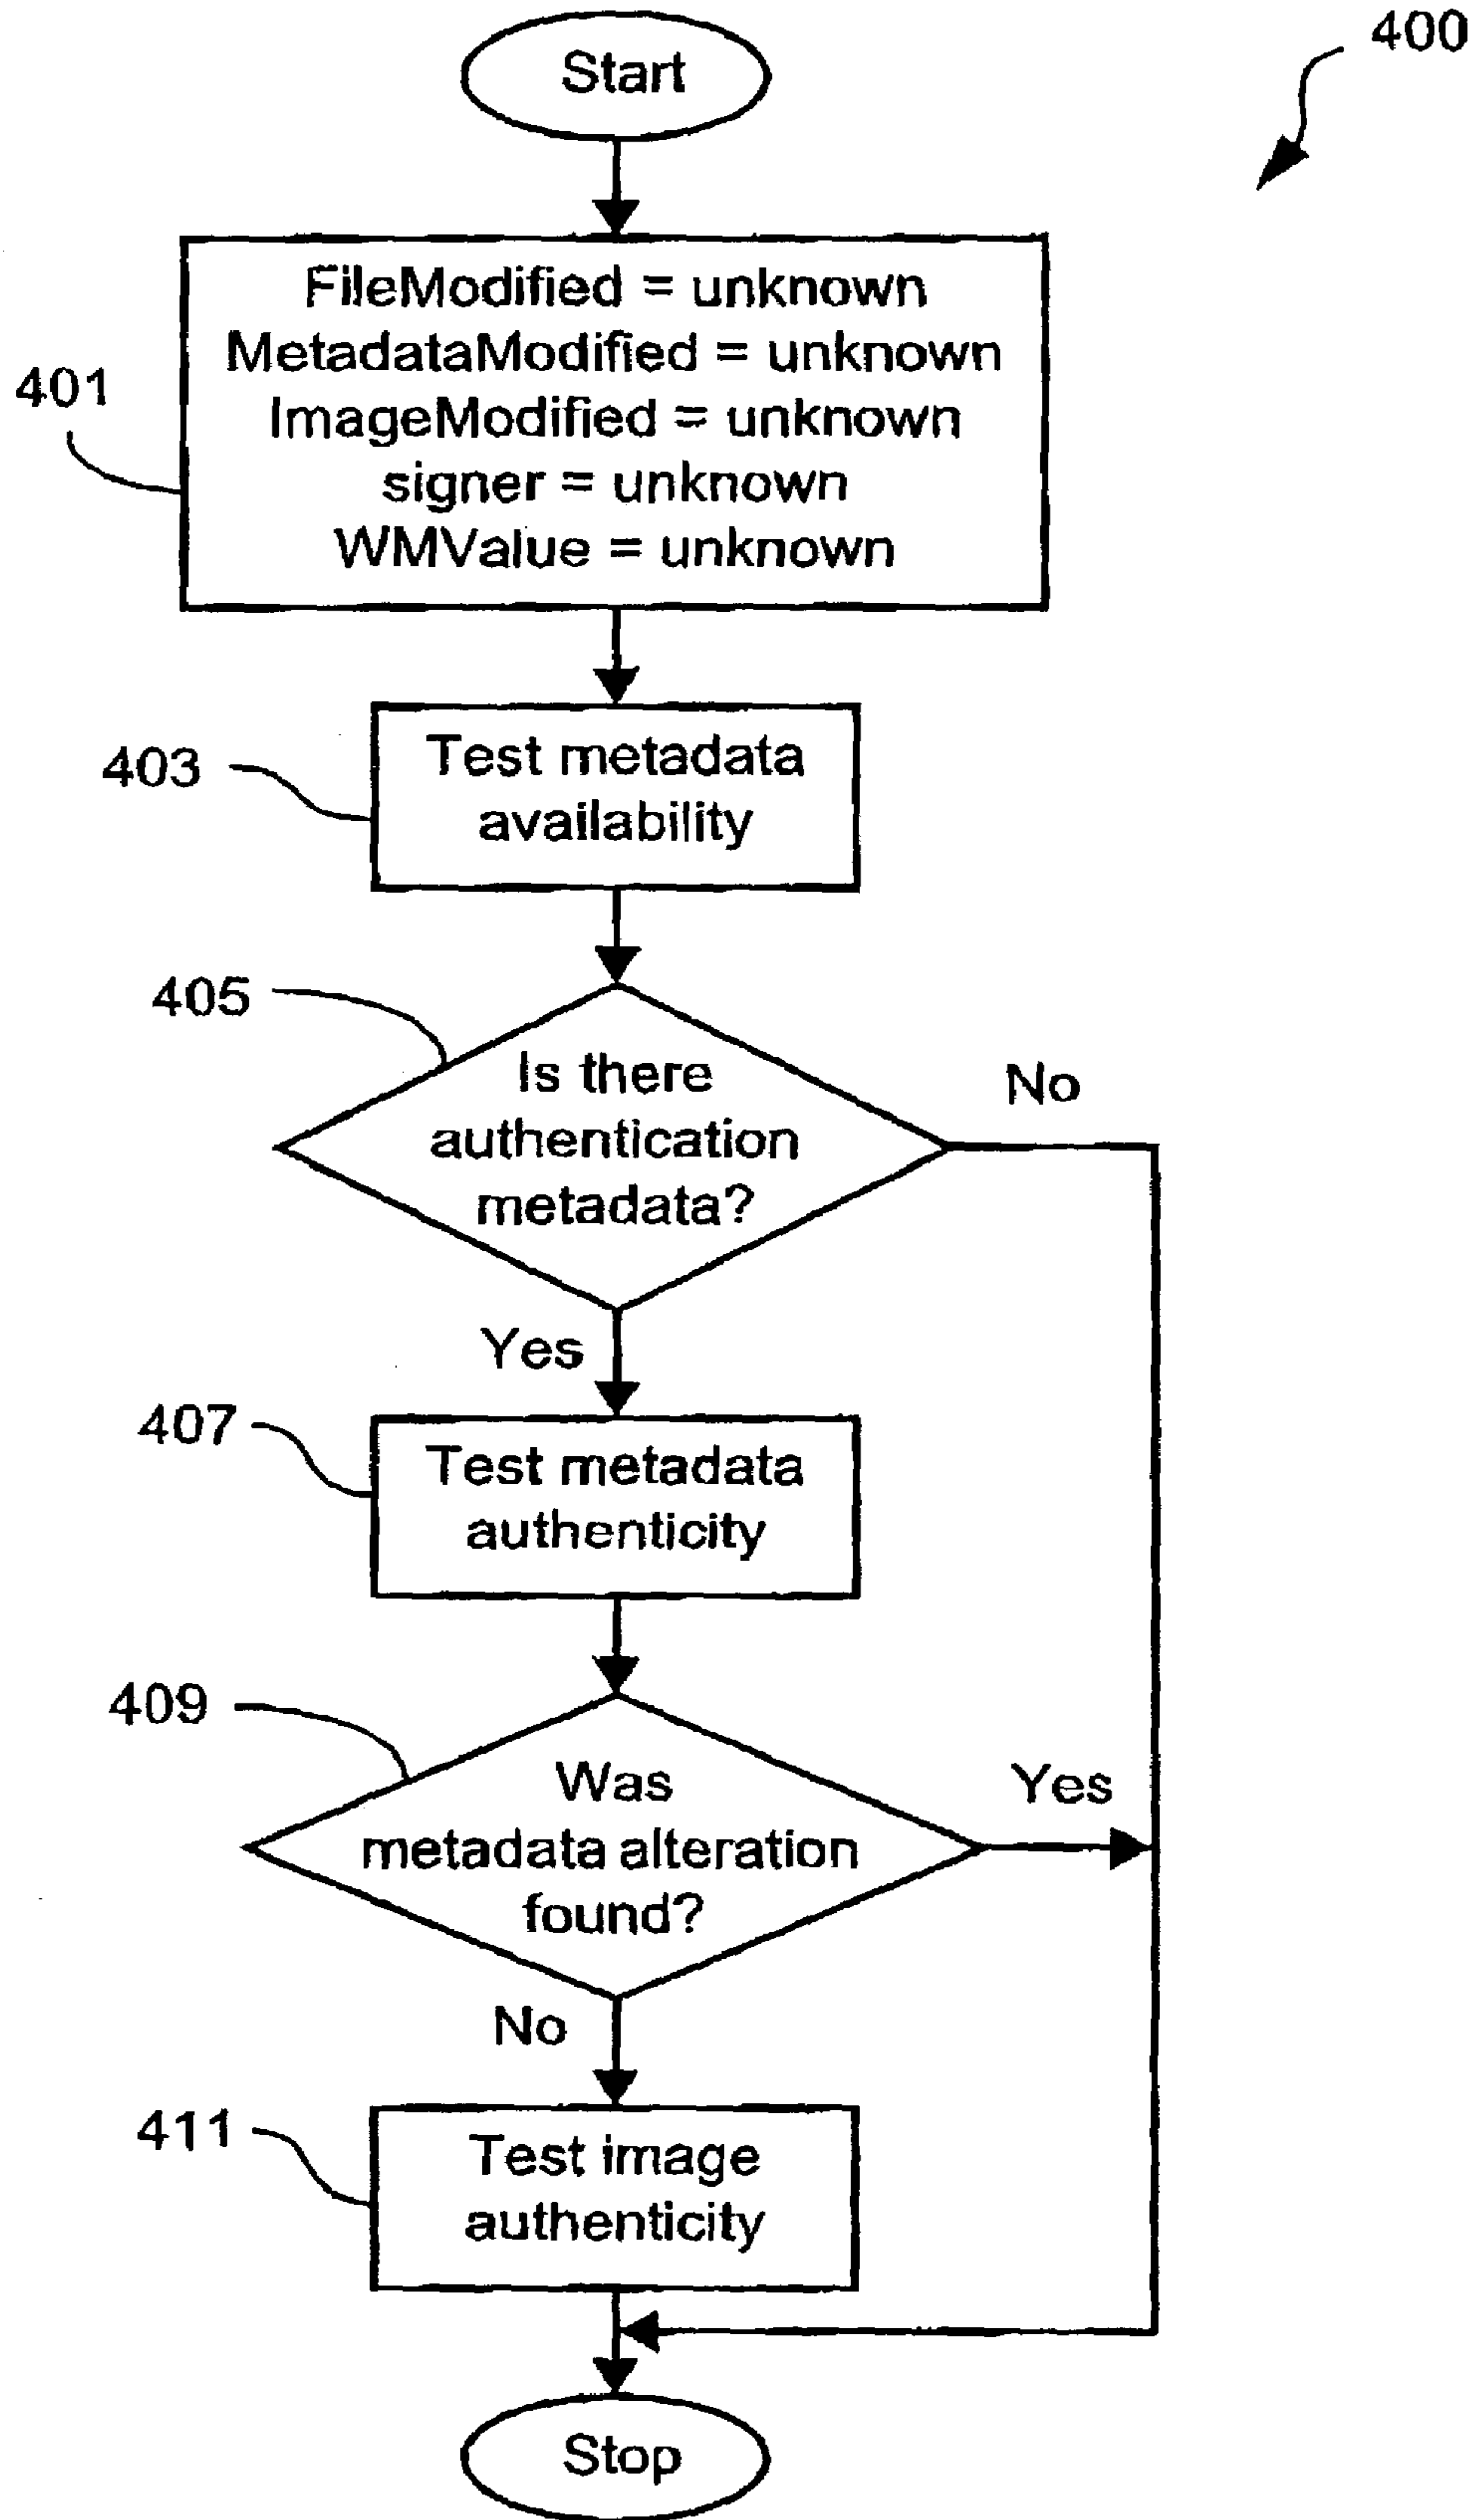 400
Start
FileModified = unknown
MetadataModified = unknown
ImageModified = unknown
signer = unknown
WMValue = unknown
401
Test metadata
availability
403
405
Is there
authentication
metadata?
No
Yes
407
Test metadata
authenticity
409
Was
metadata alteration
found?
Yes
No
411
Test image
authenticity
Stop